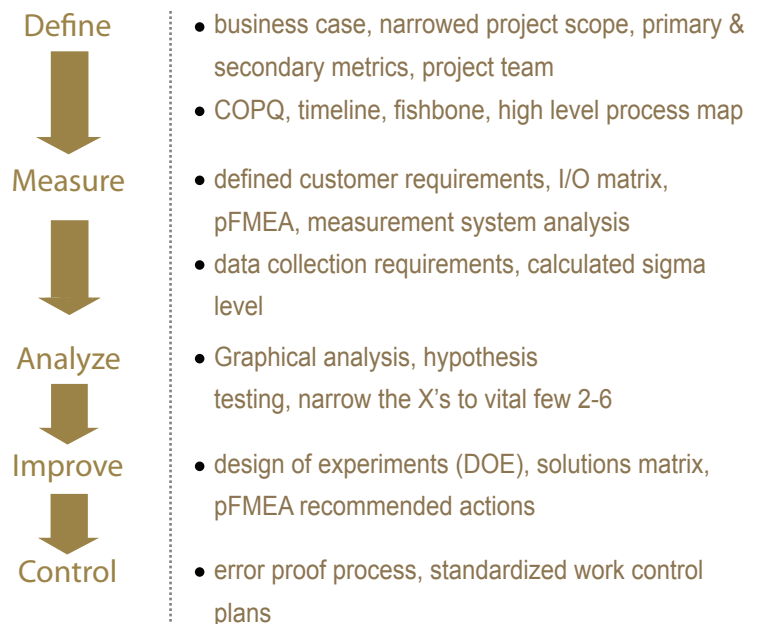 Define
• business case, narrowed project scope, primary &
secondary metrics, project team
• COPQ, timeline, fishbone, high level process map
Measure
• defined customer requirements, I/O matrix,
pFMEA, measurement system analysis
• data collection requirements, calculated sigma
level
Analyze
• Graphical analysis, hypothesis
testing, narrow the X’s to vital few 2-6
Improve
• design of experiments (DOE), solutions matrix,
pFMEA recommended actions
Control
• error proof process, standardized work control
plans